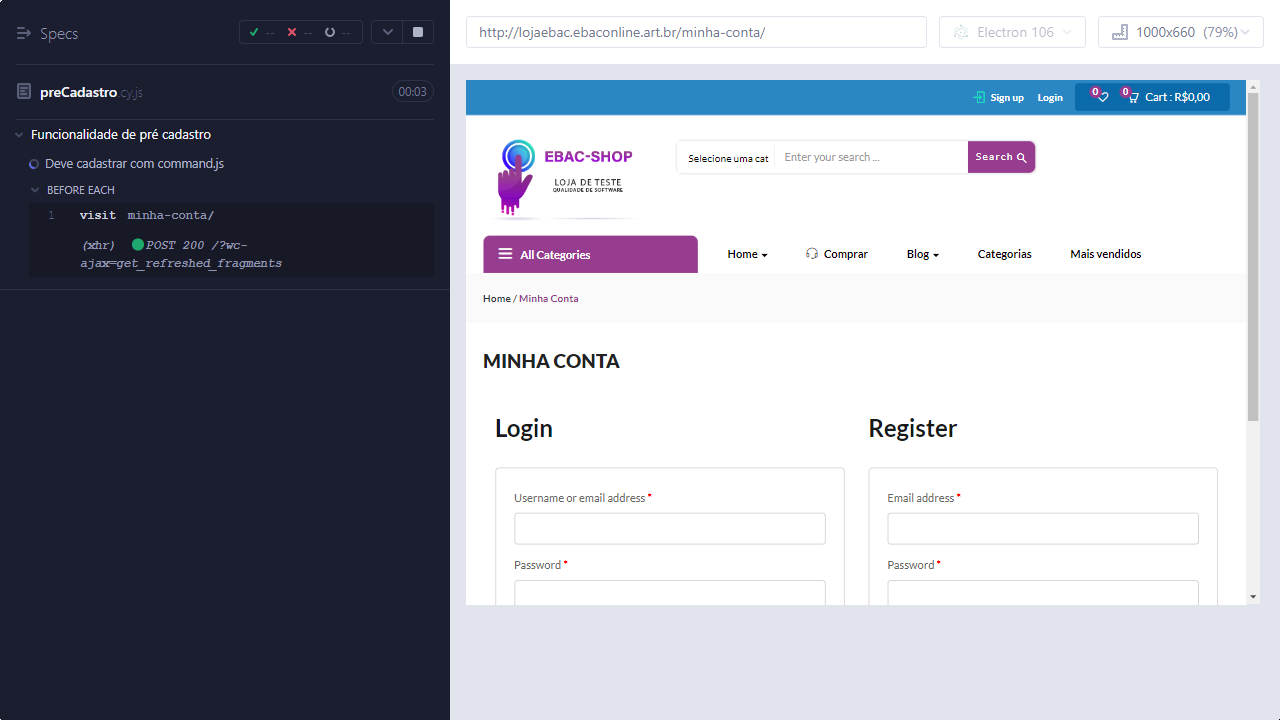 Specs
-- -- --
http://lojaebac.ebaconline.art.br/minha-conta/
Electron 106
1000x660 (79%)
preCadastro.cy.js
00:03
Funcionalidade de pré cadastro
Deve cadastrar com command.js
BEFORE EACH
1 visit minha-conta/
(xhr) POST 200 /?wc-
ajax=get_refreshed_fragments
Sign up Login 0 0 Cart : R$0,00
EBAC-SHOP
LOJA DE TESTE
QUALIDADE DE SOFTWARE
Selecione uma cat Enter your search ... Search
All Categories Home Comprar Blog Categorias Mais vendidos
Home / Minha Conta
MINHA CONTA
Login
Username or email address *
Password *
Register
Email address *
Password *